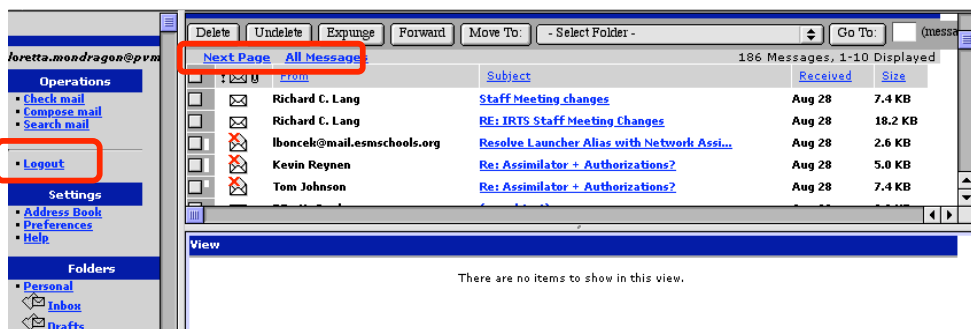 Delete Undelete Expunge Forward Move To: - Select Folder - Go To: (messa
Next Page All Messages 186 Messages, 1-10 Displayed
From Subject Received Size
Richard C. Lang Staff Meeting changes Aug 28 7.4 KB
Richard C. Lang RE: IRTS Staff Meeting Changes Aug 28 18.2 KB
lboncek@mail.esmschools.org Resolve Launcher Alias with Network Assi... Aug 28 2.6 KB
Kevin Reynen Re: Assimilator + Authorizations? Aug 28 5.0 KB
Tom Johnson Re: Assimilator + Authorizations? Aug 28 7.4 KB
View
There are no items to show in this view.
loretta.mondragon@pvm
Operations
Check mail
Compose mail
Search mail
Logout
Settings
Address Book
Preferences
Help
Folders
Personal
Inbox
Drafts